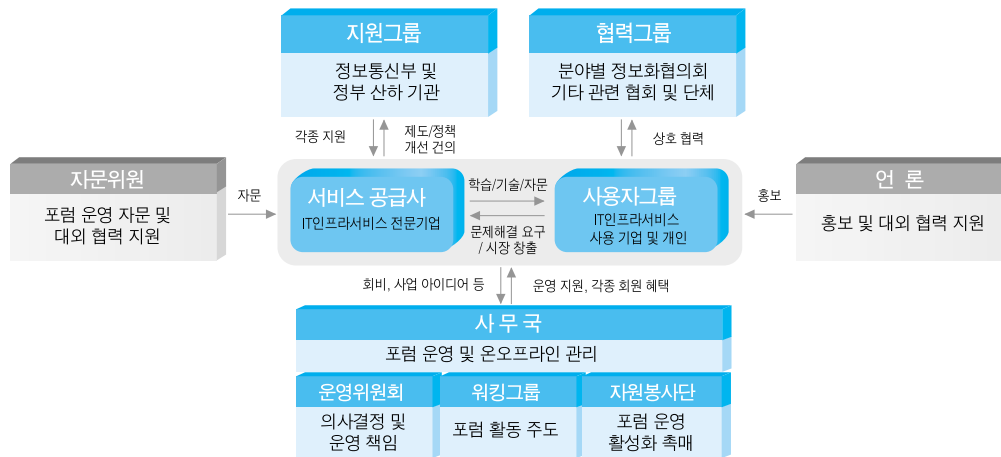 지원그룹
정보통신부 및
정부 산하 기관
협력그룹
분야별 정보화협의회
기타 관련 협회 및 단체
각종 지원
제도/정책
개선 건의
상호 협력
자문위원
포럼 운영 자문 및
대외 협력 지원
자문
서비스 공급사
IT인프라서비스 전문기업
학습/기술/자문
문제해결 요구
/ 시장 창출
사용자그룹
IT인프라서비스
사용 기업 및 개인
홍보
언 론
홍보 및 대외 협력 지원
회비, 사업 아이디어 등
운영 지원, 각종 회원 혜택
사 무 국
포럼 운영 및 온오프라인 관리
운영위원회
의사결정 및
운영 책임
워킹그룹
포럼 활동 주도
자원봉사단
포럼 운영
활성화 촉매